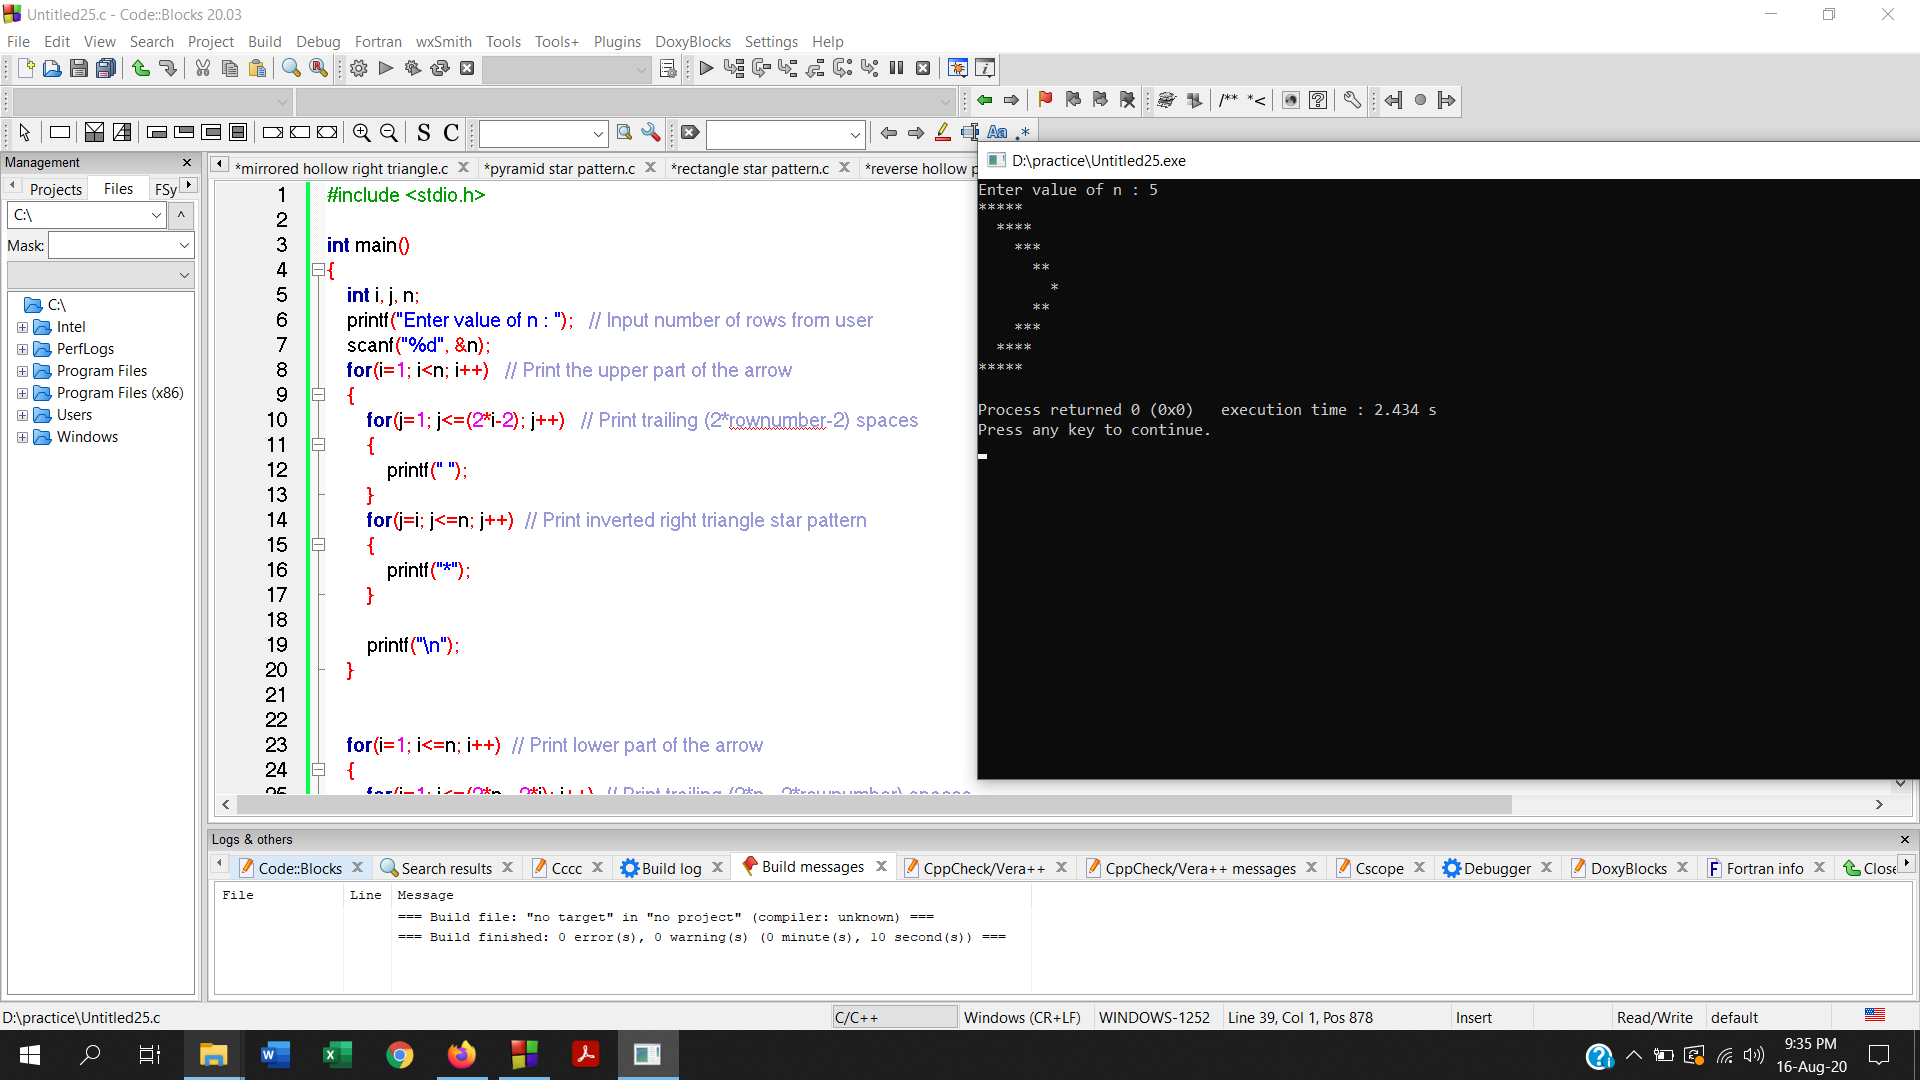 Untitled25.c - Code::Blocks 20.03
File Edit View Search Project Build Debug Fortran wxSmith Tools Tools+ Plugins DoxyBlocks Settings Help
/** *<
S C
Aa .*
Management
Projects Files FSy
C:\
Mask:
C:\
Intel
PerfLogs
Program Files
Program Files (x86)
Users
Windows
*mirrored hollow right triangle.c *pyramid star pattern.c *rectangle star pattern.c *reverse hollow p
1 #include <stdio.h>
2
3 int main()
4 {
5 int i, j, n;
6 printf("Enter value of n : "); // Input number of rows from user
7 scanf("%d", &n);
8 for(i=1; i<n; i++) // Print the upper part of the arrow
9 {
10 for(j=1; j<=(2*i-2); j++) // Print trailing (2*rownumber-2) spaces
11 {
12 printf(" ");
13 }
14 for(j=i; j<=n; j++) // Print inverted right triangle star pattern
15 {
16 printf("*");
17 }
18
19 printf("\n");
20 }
21
22
23 for(i=1; i<=n; i++) // Print lower part of the arrow
24 {
25 for(j=1; j<=(2*n - 2*i); j++) // Print trailing (2*n - 2*rownumber) spaces
D:\practice\Untitled25.exe
Enter value of n : 5
*****
  ****
    ***
      **
        *
      **
    ***
  ****
*****
Process returned 0 (0x0)   execution time : 2.434 s
Press any key to continue.
Logs & others
Code::Blocks Search results Cccc Build log Build messages CppCheck/Vera++ CppCheck/Vera++ messages Cscope Debugger DoxyBlocks Fortran info Close
File Line Message
=== Build file: "no target" in "no project" (compiler: unknown) ===
=== Build finished: 0 error(s), 0 warning(s) (0 minute(s), 10 second(s)) ===
D:\practice\Untitled25.c C/C++ Windows (CR+LF) WINDOWS-1252 Line 39, Col 1, Pos 878 Insert Read/Write default
9:35 PM
16-Aug-20